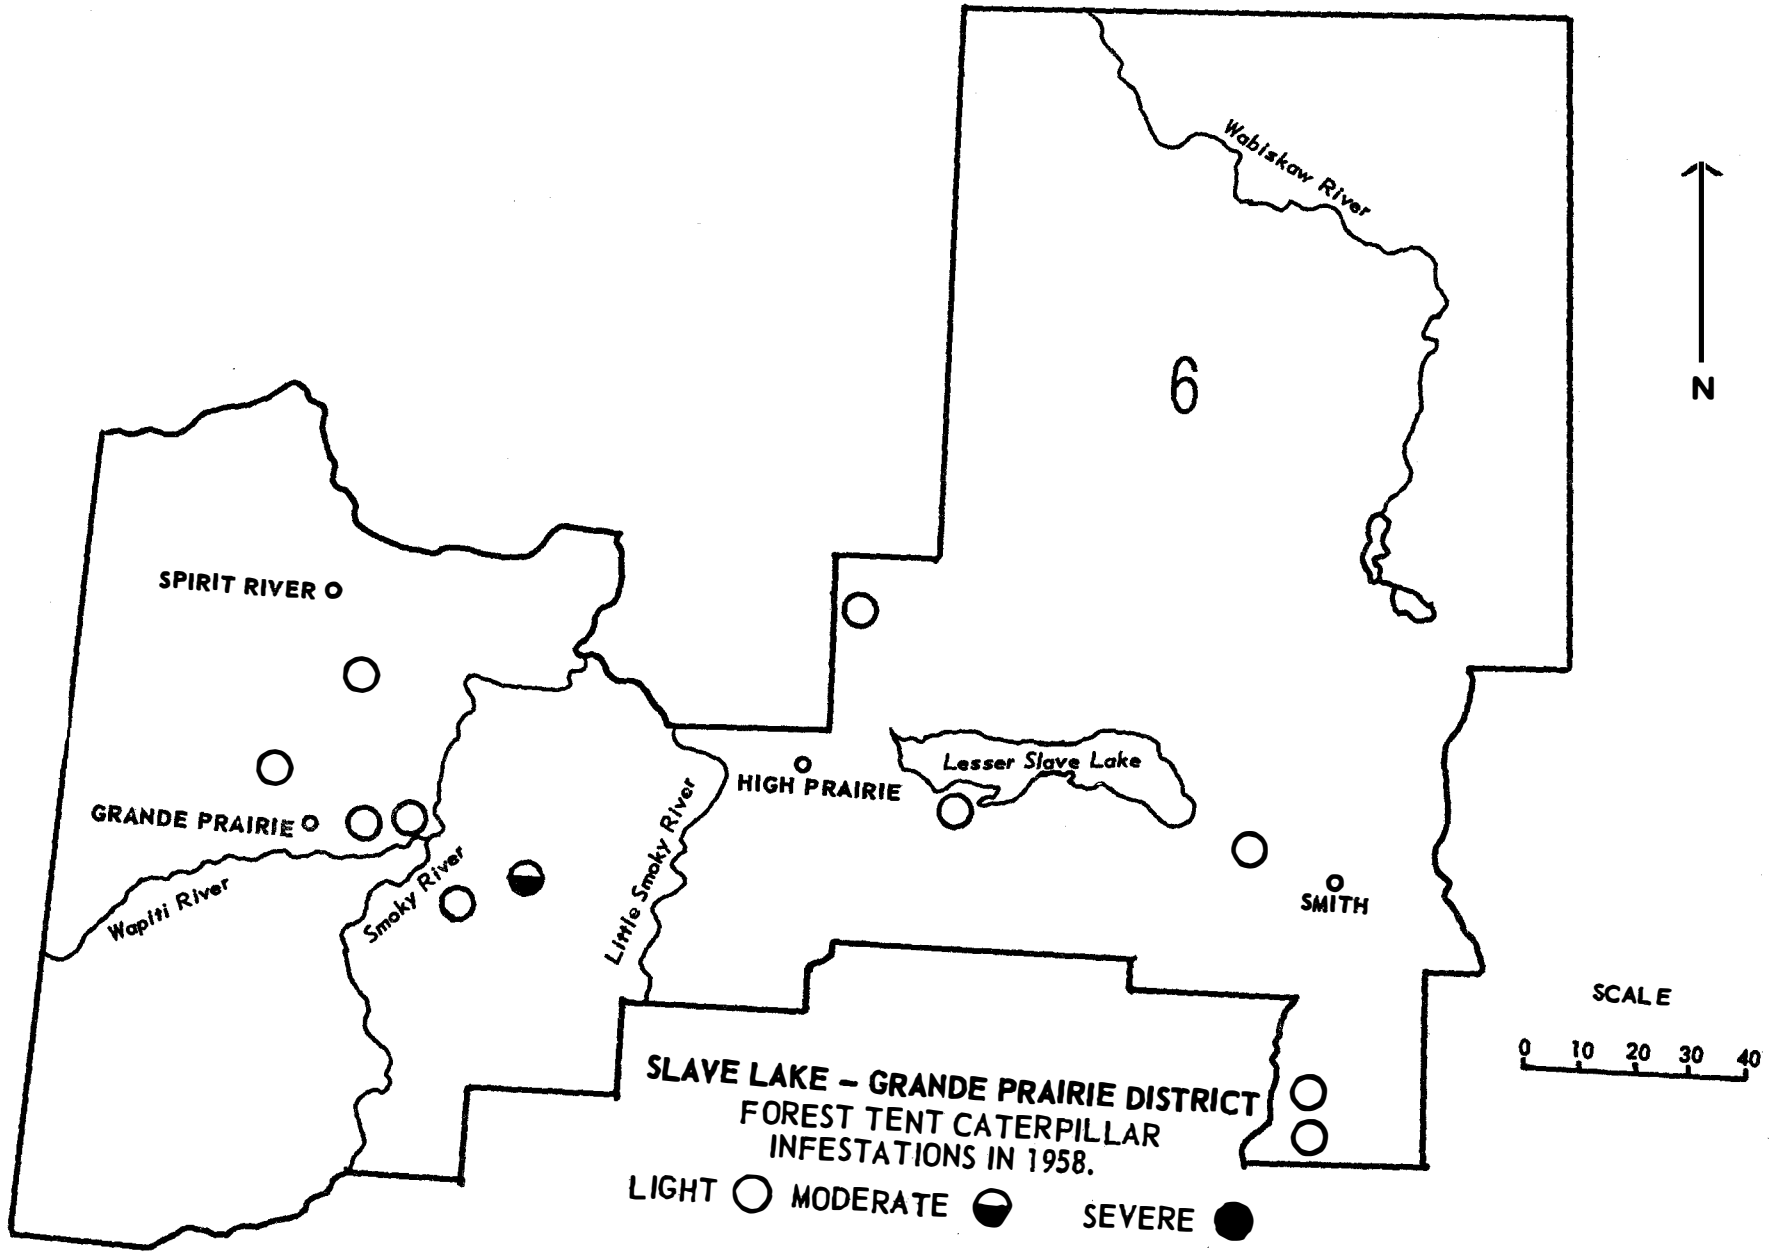 Wabiskaw River
N
6
SPIRIT RIVER
Lesser Slave Lake
HIGH PRAIRIE
GRANDE PRAIRIE
Wapiti River
Smoky River
Little Smoky River
SMITH
SCALE
0 10 20 30 40
SLAVE LAKE – GRANDE PRAIRIE DISTRICT
FOREST TENT CATERPILLAR
INFESTATIONS IN 1958.
LIGHT MODERATE SEVERE